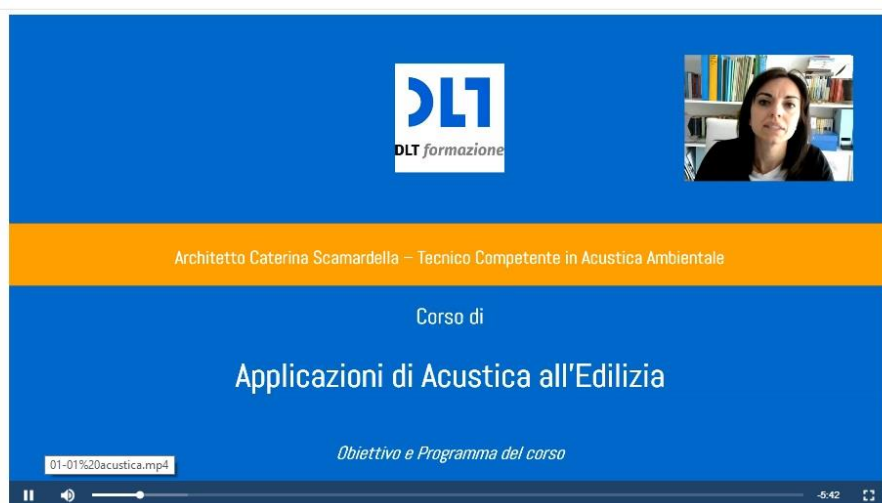 DLT
DLT formazione
Architetto Caterina Scamardella – Tecnico Competente in Acustica Ambientale
Corso di
Applicazioni di Acustica all'Edilizia
Obiettivo e Programma del corso
01-01%20acustica.mp4
-5:42